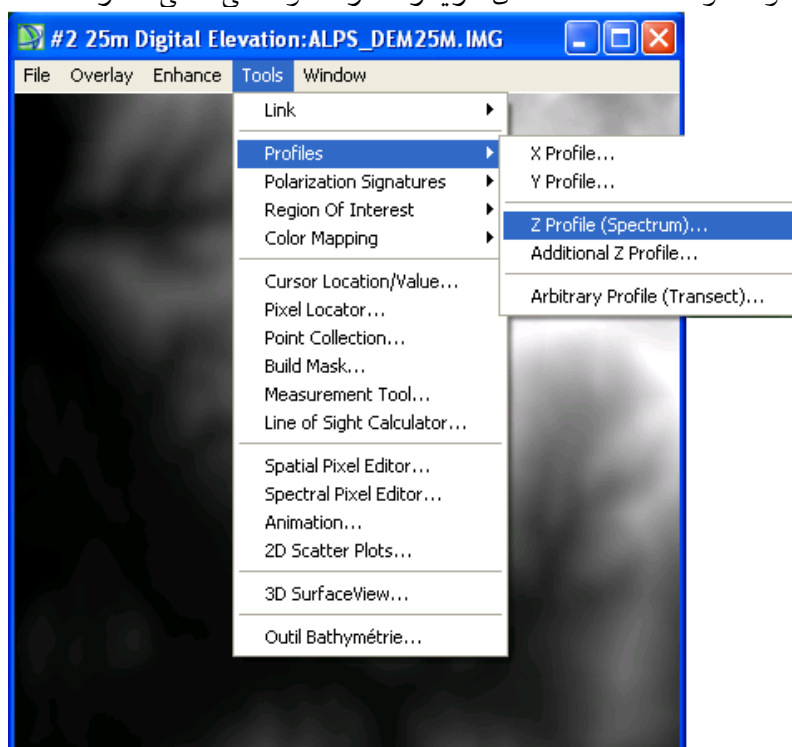 #2 25m Digital Elevation:ALPS_DEM25M.IMG
File Overlay Enhance Tools Window
Link
Profiles
Polarization Signatures
Region Of Interest
Color Mapping
Cursor Location/Value...
Pixel Locator...
Point Collection...
Build Mask...
Measurement Tool...
Line of Sight Calculator...
Spatial Pixel Editor...
Spectral Pixel Editor...
Animation...
2D Scatter Plots...
3D SurfaceView...
Outil Bathymétrie...
X Profile...
Y Profile...
Z Profile (Spectrum)...
Additional Z Profile...
Arbitrary Profile (Transect)...